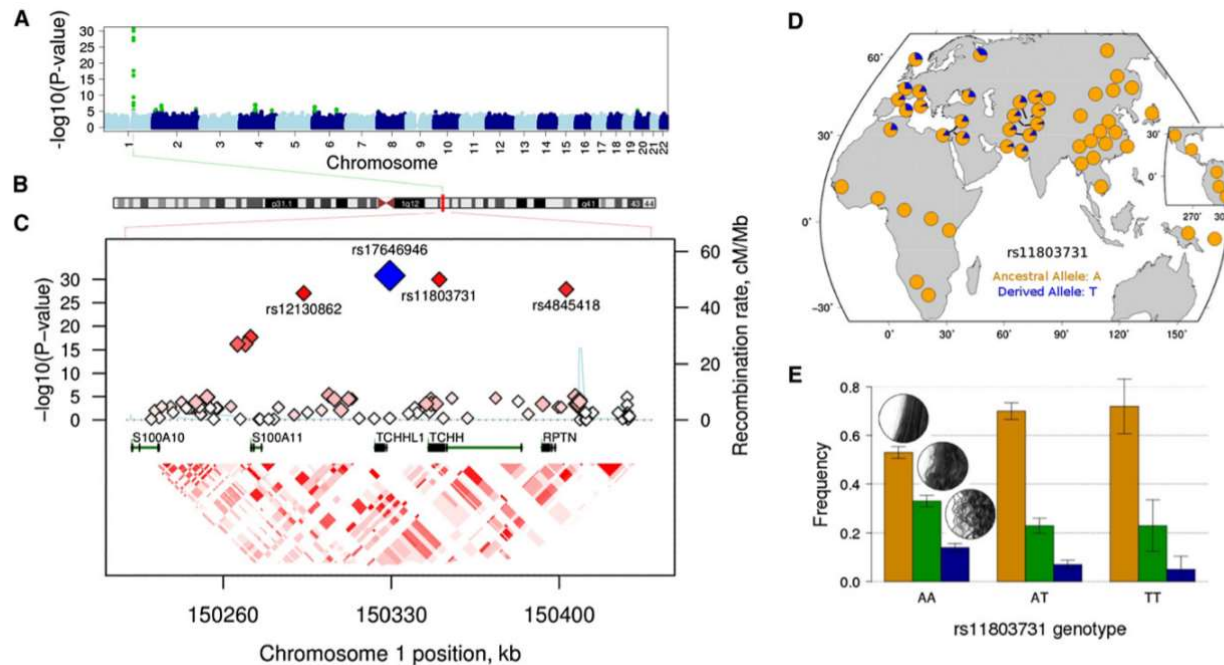 A
-log10(P-value)
30
25
20
15
10
5
0
1 2 3 4 5 6 7 8 9 10 11 12 13 14 15 16 17 18 19 20 21 22
Chromosome
B
p31.1 1q12 q41 43 44
C
-log10(P-value)
30
25
20
15
10
5
0
rs17646946
rs12130862
rs11803731
rs4845418
60
40
20
0
Recombination rate, cM/Mb
S100A10 S100A11 TCHHL1 TCHH RPTN
150260 150330 150400
Chromosome 1 position, kb
D
60°
30°
0°
-30°
30°
0°
270°
rs11803731
Ancestral Allele: A
Derived Allele: T
0° 30° 60° 90° 120° 150°
E
Frequency
0.8
0.6
0.4
0.2
0.0
AA AT TT
rs11803731 genotype